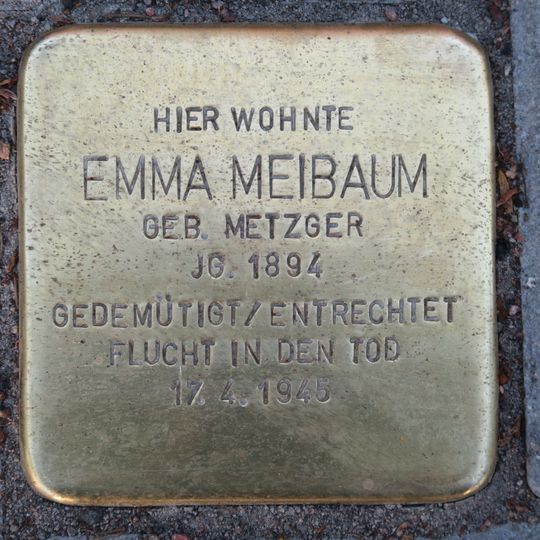 HIER WOHNTE
EMMA MEIBAUM
GEB. METZGER
JG. 1894
GEDEMÜTIGT/ENTRECHTET
FLUCHT IN DEN TOD
17. 4. 1945